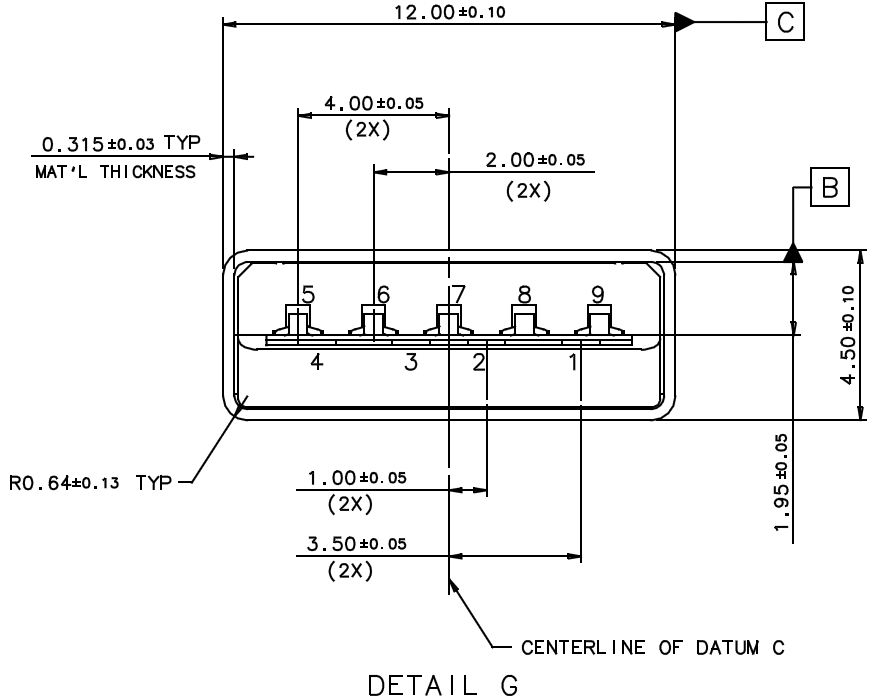 12.00±0.10
C
4.00±0.05
(2X)
0.315±0.03 TYP
MAT'L THICKNESS
2.00±0.05
(2X)
B
5 6 7 8 9
4 3 2 1
4.50±0.10
1.95±0.05
R0.64±0.13 TYP
1.00±0.05
(2X)
3.50±0.05
(2X)
CENTERLINE OF DATUM C
DETAIL G